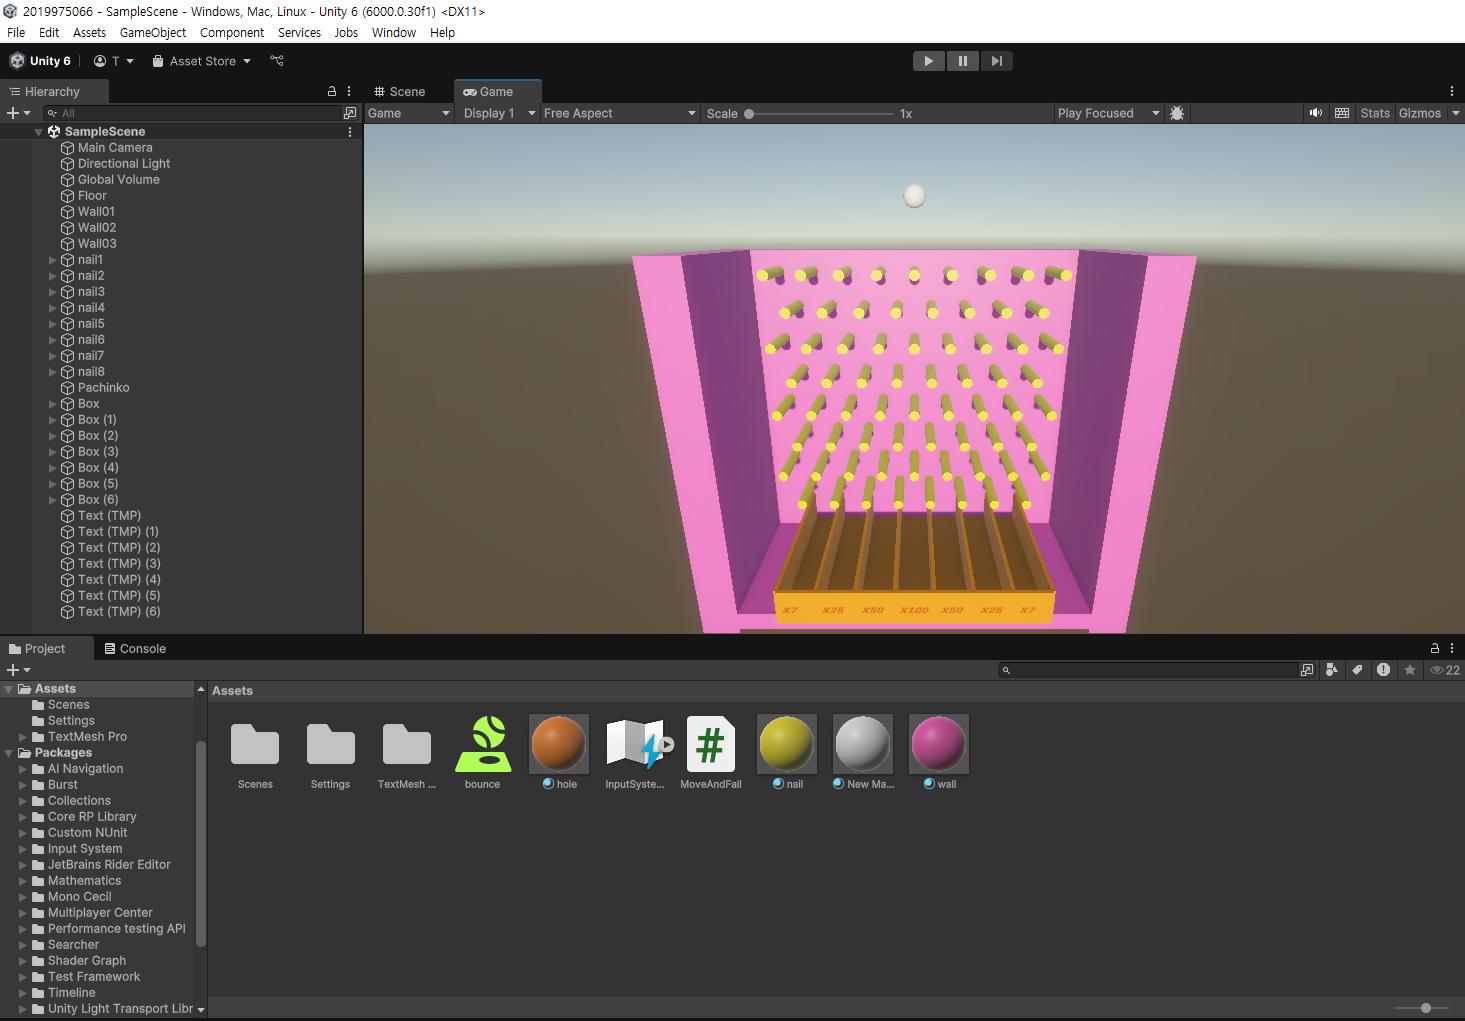 2019975066 - SampleScene - Windows, Mac, Linux - Unity 6 (6000.0.30f1) <DX11>
File Edit Assets GameObject Component Services Jobs Window Help
Unity 6 T Asset Store
Hierarchy
All
SampleScene
Main Camera
Directional Light
Global Volume
Floor
Wall01
Wall02
Wall03
nail1
nail2
nail3
nail4
nail5
nail6
nail7
nail8
Pachinko
Box
Box (1)
Box (2)
Box (3)
Box (4)
Box (5)
Box (6)
Text (TMP)
Text (TMP) (1)
Text (TMP) (2)
Text (TMP) (3)
Text (TMP) (4)
Text (TMP) (5)
Text (TMP) (6)
Scene Game
Game Display 1 Free Aspect Scale 1x Play Focused Stats Gizmos
X7 X25 X50 X100 X50 X25 X7
Project Console
22
Assets
Scenes
Settings
TextMesh Pro
Packages
AI Navigation
Burst
Collections
Core RP Library
Custom NUnit
Input System
JetBrains Rider Editor
Mathematics
Mono Cecil
Multiplayer Center
Performance testing API
Searcher
Shader Graph
Test Framework
Timeline
Unity Light Transport Libr
Assets
Scenes Settings TextMesh ... bounce hole InputSyste... MoveAndFall nail New Ma... wall